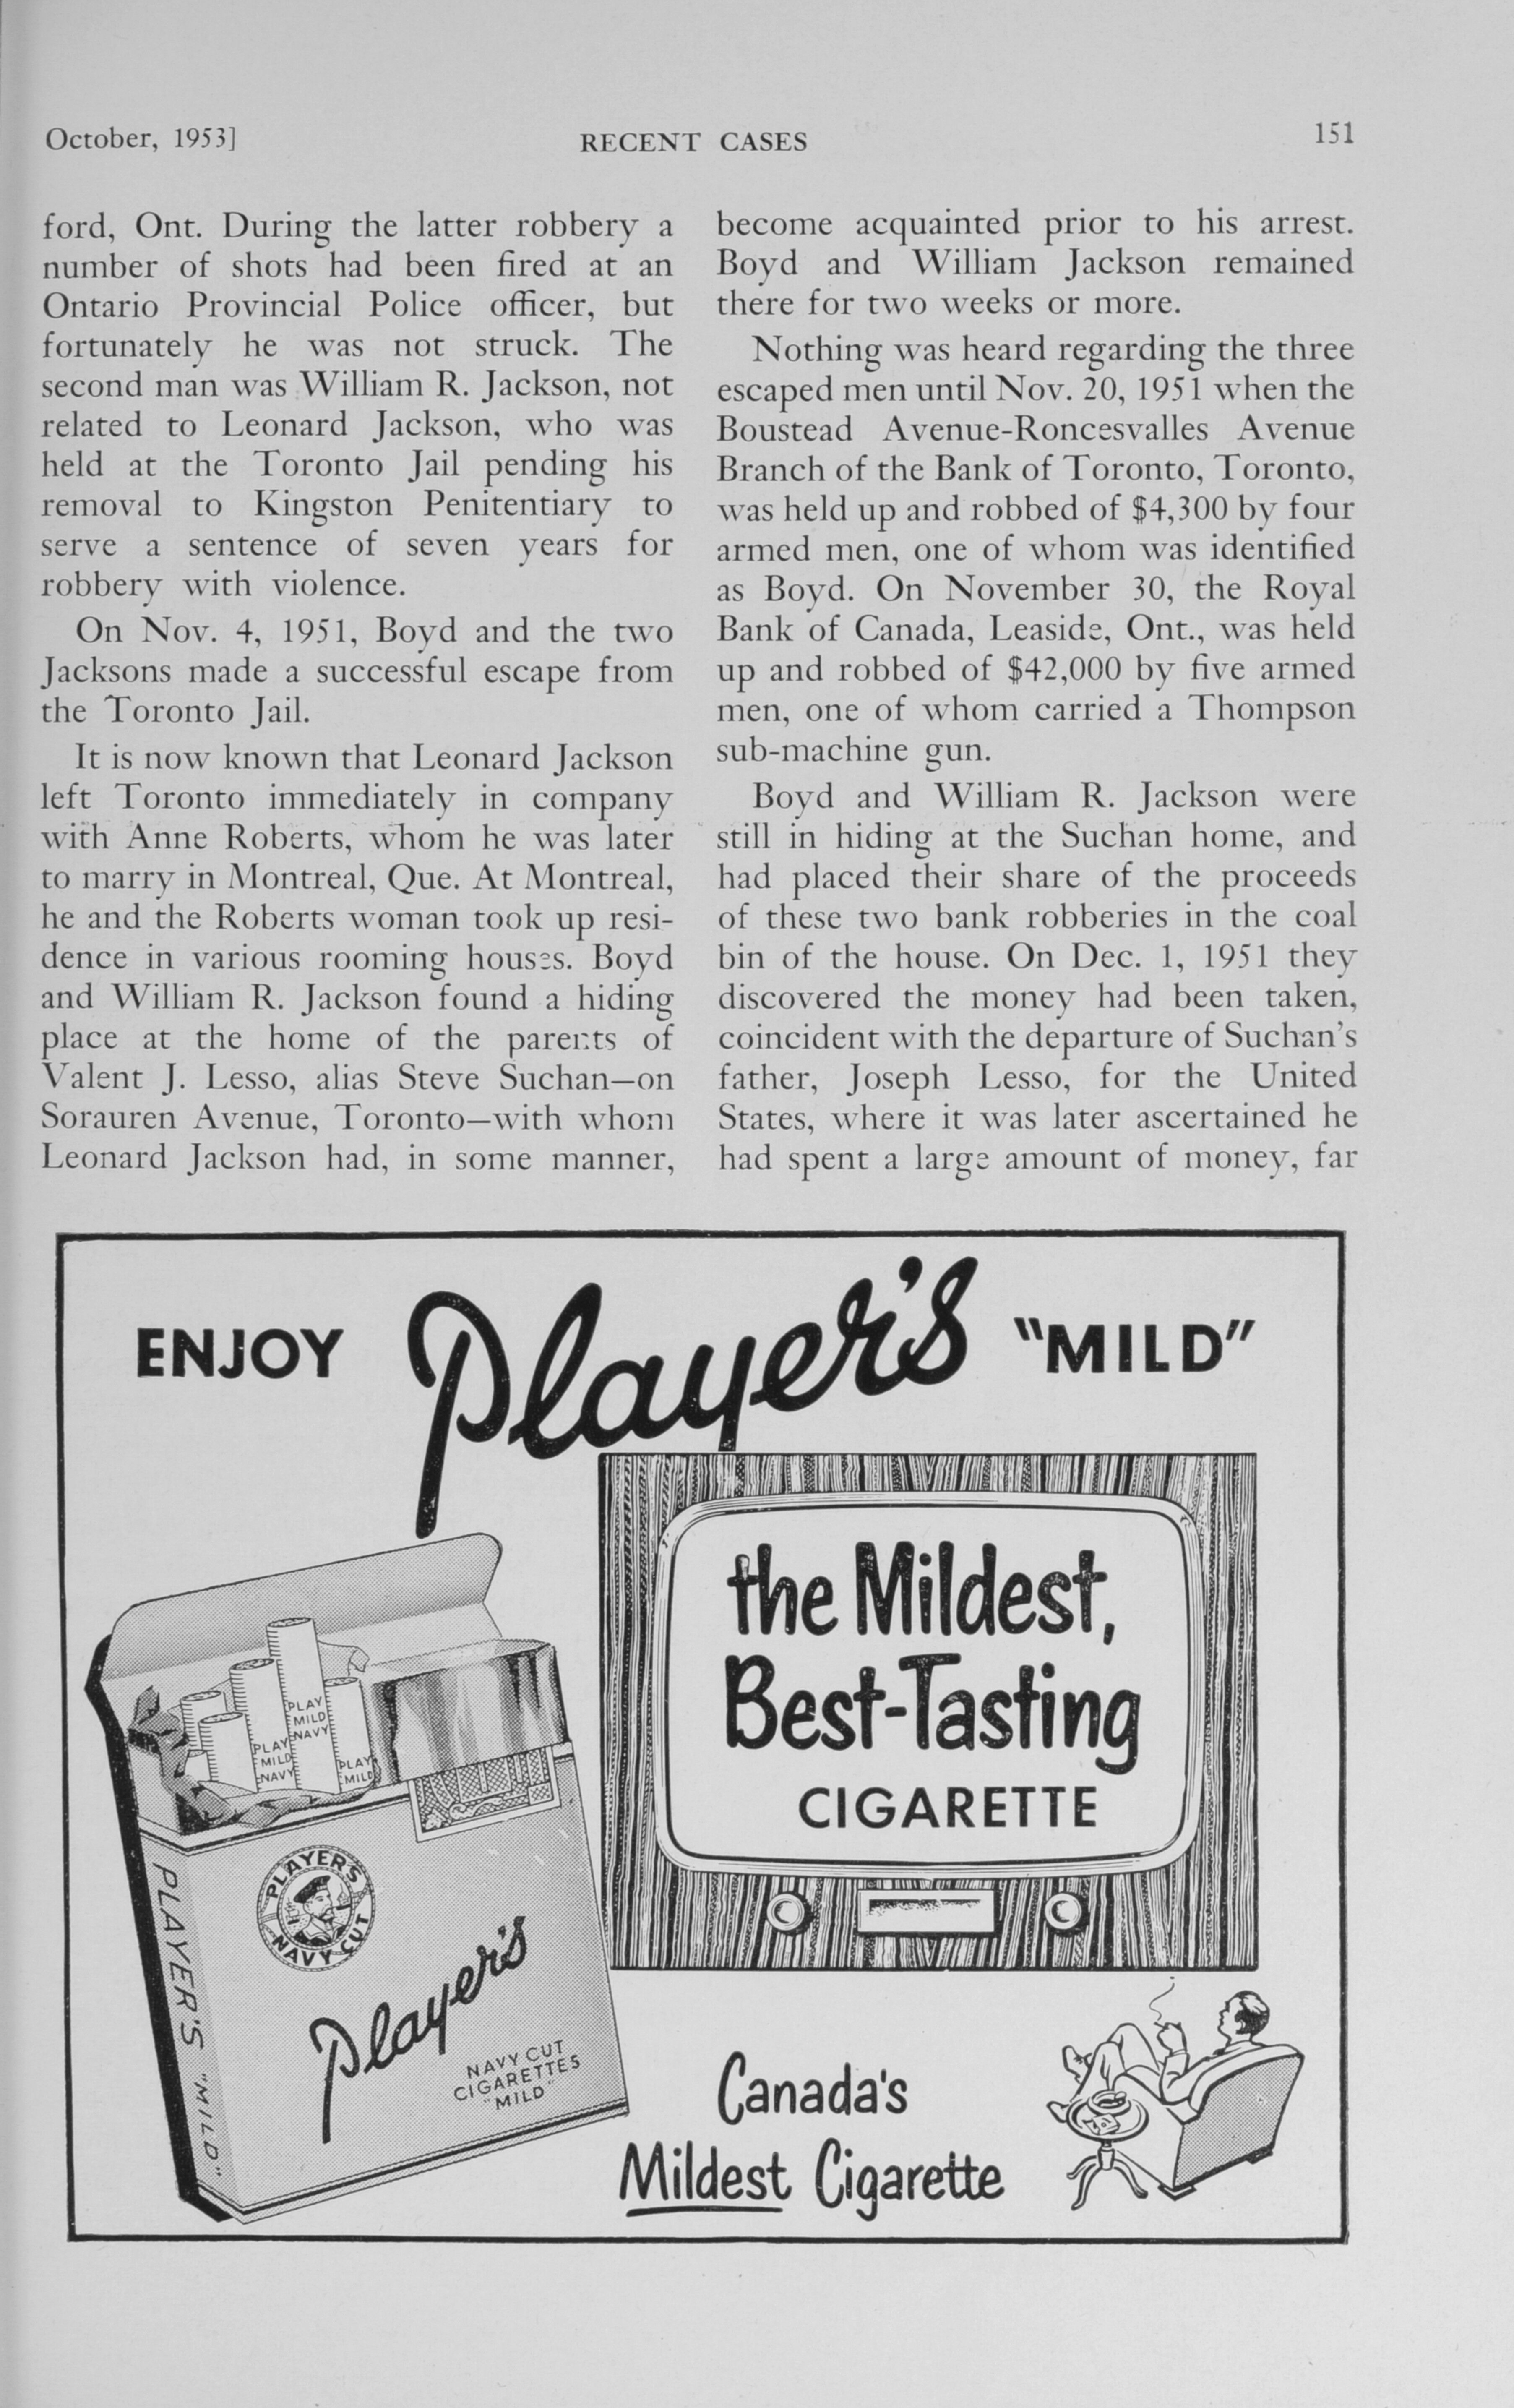 October, 1953]
RECENT CASES
151
ford, Ont. During the latter robbery a
number of shots had been fired at an
Ontario Provincial Police officer, but
fortunately he was not struck. The
second man was William R. Jackson, not
related to Leonard Jackson, who was
held at the Toronto Jail pending his
removal to Kingston Penitentiary to
serve a sentence of seven years for
robbery with violence.
On Nov. 4, 1951, Boyd and the two
Jacksons made a successful escape from
the Toronto Jail.
It is now known that Leonard Jackson
left Toronto immediately in company
with Anne Roberts, whom he was later
to marry in Montreal, Que. At Montreal,
he and the Roberts woman took up resi-
dence in various rooming houses. Boyd
and William R. Jackson found a hiding
place at the home of the parents of
Valent J. Lesso, alias Steve Suchan—on
Sorauren Avenue, Toronto—with whom
Leonard Jackson had, in some manner,
become acquainted prior to his arrest.
Boyd and William Jackson remained
there for two weeks or more.
Nothing was heard regarding the three
escaped men until Nov. 20, 1951 when the
Boustead Avenue-Roncesvalles Avenue
Branch of the Bank of Toronto, Toronto,
was held up and robbed of $4,300 by four
armed men, one of whom was identified
as Boyd. On November 30, the Royal
Bank of Canada, Leaside, Ont., was held
up and robbed of $42,000 by five armed
men, one of whom carried a Thompson
sub-machine gun.
Boyd and William R. Jackson were
still in hiding at the Suchan home, and
had placed their share of the proceeds
of these two bank robberies in the coal
bin of the house. On Dec. 1, 1951 they
discovered the money had been taken,
coincident with the departure of Suchan's
father, Joseph Lesso, for the United
States, where it was later ascertained he
had spent a large amount of money, far
ENJOY Player's "MILD"
the Mildest,
Best-Tasting
CIGARETTE
PLAY
MILD
NAVY
PLAY
MILD
NAVY
PLAY
MILD
PLAYER'S
NAVY CUT
Player's
NAVY CUT
CIGARETTES
"MILD"
PLAYER'S "MILD"
Canada's
Mildest Cigarette